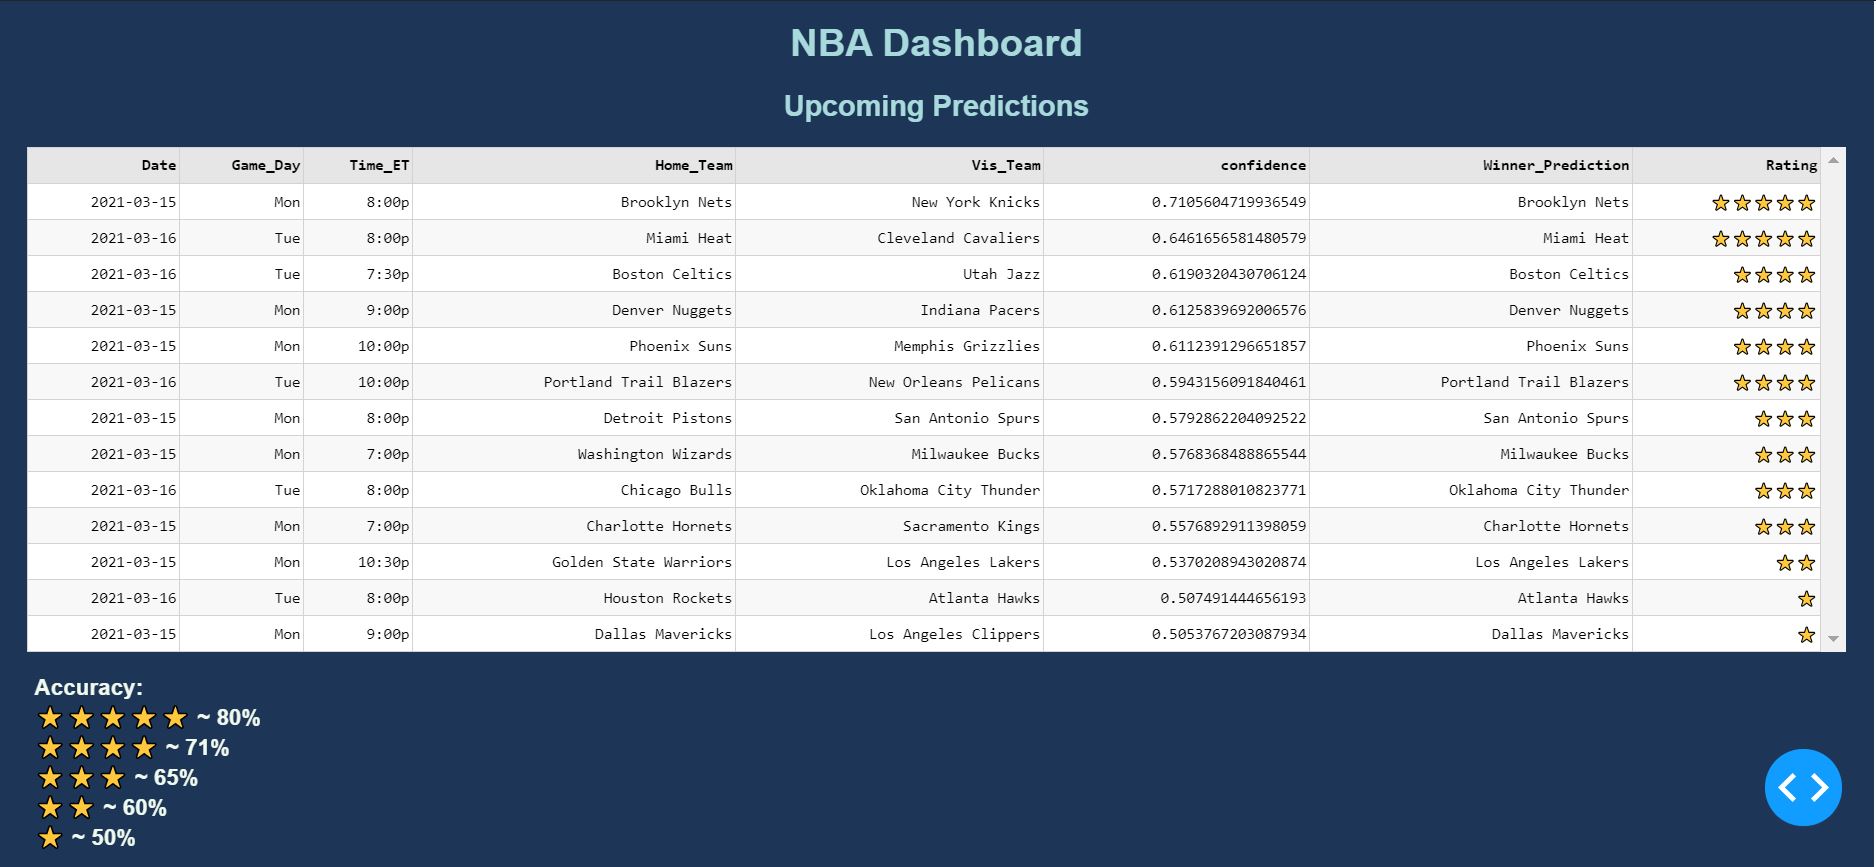 NBA Dashboard
Upcoming Predictions
Date Game_Day Time_ET Home_Team Vis_Team confidence Winner_Prediction Rating
2021-03-15 Mon 8:00p Brooklyn Nets New York Knicks 0.7105604719936549 Brooklyn Nets ★★★★★
2021-03-16 Tue 8:00p Miami Heat Cleveland Cavaliers 0.6461656581480579 Miami Heat ★★★★★
2021-03-16 Tue 7:30p Boston Celtics Utah Jazz 0.6190320430706124 Boston Celtics ★★★★
2021-03-15 Mon 9:00p Denver Nuggets Indiana Pacers 0.6125839692006576 Denver Nuggets ★★★★
2021-03-15 Mon 10:00p Phoenix Suns Memphis Grizzlies 0.6112391296651857 Phoenix Suns ★★★★
2021-03-16 Tue 10:00p Portland Trail Blazers New Orleans Pelicans 0.5943156091840461 Portland Trail Blazers ★★★★
2021-03-15 Mon 8:00p Detroit Pistons San Antonio Spurs 0.5792862204092522 San Antonio Spurs ★★★
2021-03-15 Mon 7:00p Washington Wizards Milwaukee Bucks 0.5768368488865544 Milwaukee Bucks ★★★
2021-03-16 Tue 8:00p Chicago Bulls Oklahoma City Thunder 0.5717288010823771 Oklahoma City Thunder ★★★
2021-03-15 Mon 7:00p Charlotte Hornets Sacramento Kings 0.5576892911398059 Charlotte Hornets ★★★
2021-03-15 Mon 10:30p Golden State Warriors Los Angeles Lakers 0.5370208943020874 Los Angeles Lakers ★★
2021-03-16 Tue 8:00p Houston Rockets Atlanta Hawks 0.507491444656193 Atlanta Hawks ★
2021-03-15 Mon 9:00p Dallas Mavericks Los Angeles Clippers 0.5053767203087934 Dallas Mavericks ★
Accuracy:
★★★★★ ~ 80%
★★★★ ~ 71%
★★★ ~ 65%
★★ ~ 60%
★ ~ 50%